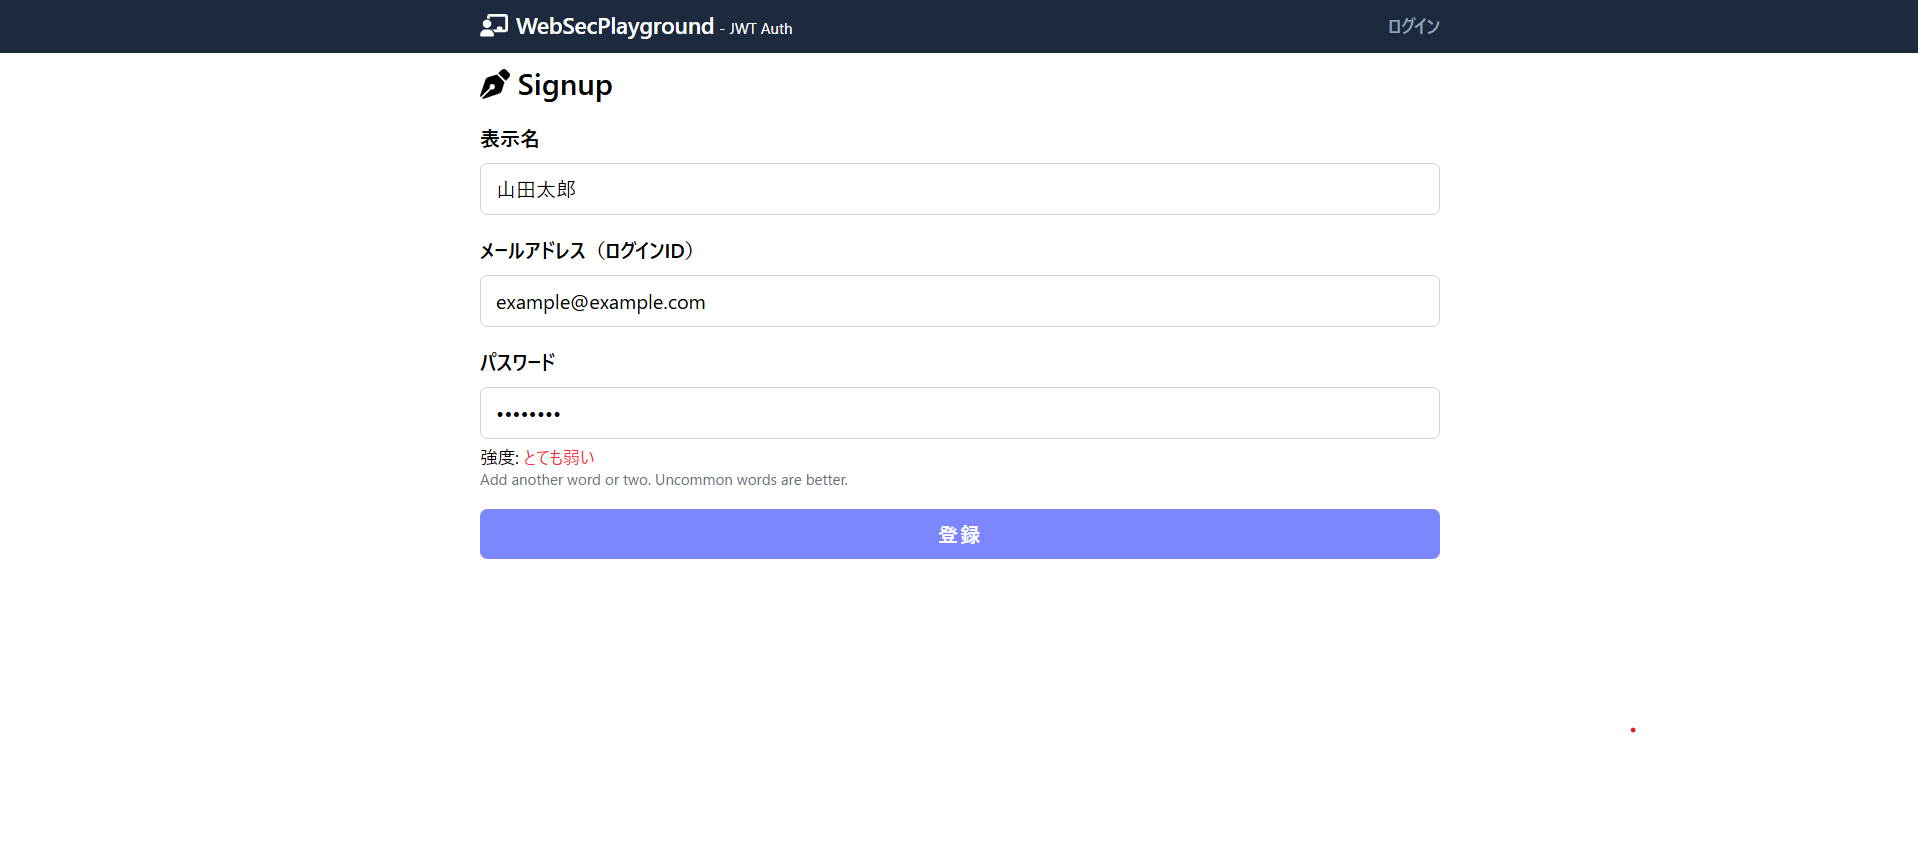 WebSecPlayground - JWT Auth
ログイン
Signup
表示名
山田太郎
メールアドレス（ログインID）
example@example.com
パスワード
••••••••
強度: とても弱い
Add another word or two. Uncommon words are better.
登録